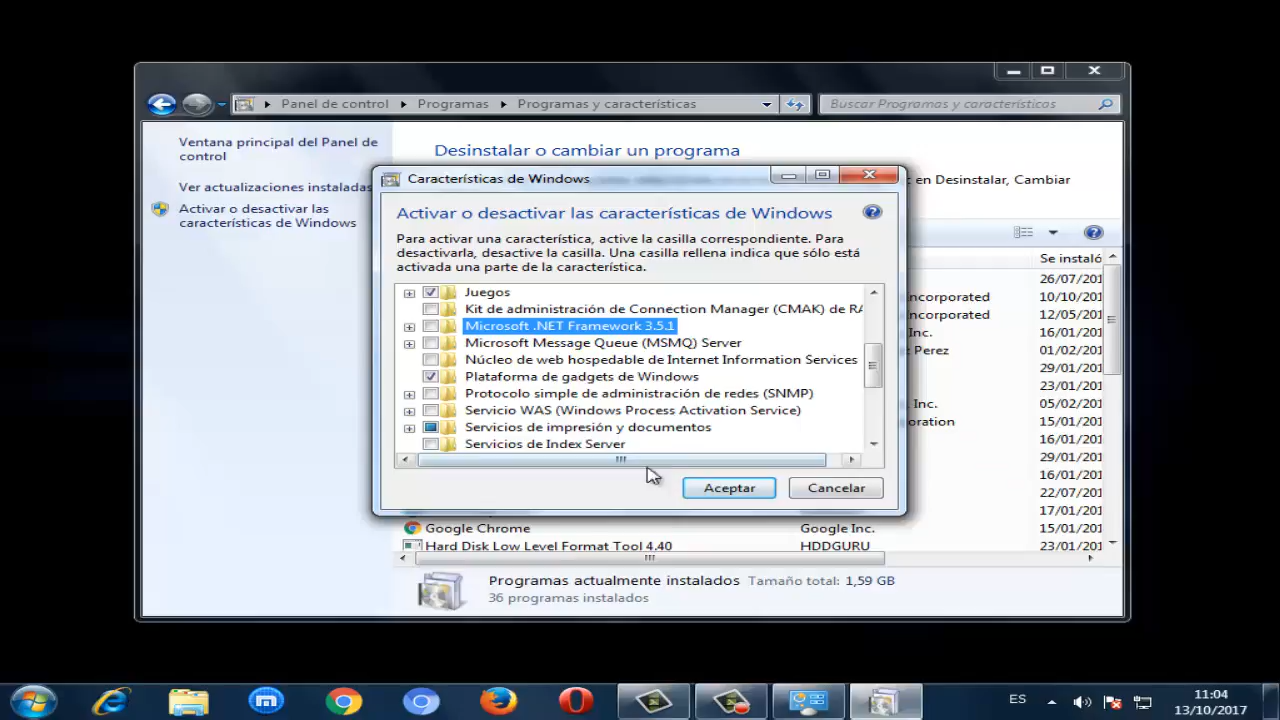 Panel de control
Programas
Programas y características
Buscar Programas y características
Ventana principal del Panel de
control
Ver actualizaciones instaladas
Activar o desactivar las
características de Windows
Desinstalar o cambiar un programa
c en Desinstalar, Cambiar
Características de Windows
Activar o desactivar las características de Windows
Para activar una característica, active la casilla correspondiente. Para
desactivarla, desactive la casilla. Una casilla rellena indica que sólo está
activada una parte de la característica.
Juegos
Kit de administración de Connection Manager (CMAK) de RA
Microsoft .NET Framework 3.5.1
Microsoft Message Queue (MSMQ) Server
Núcleo de web hospedable de Internet Information Services
Plataforma de gadgets de Windows
Protocolo simple de administración de redes (SNMP)
Servicio WAS (Windows Process Activation Service)
Servicios de impresión y documentos
Servicios de Index Server
Aceptar
Cancelar
Se instaló
26/07/201
ncorporated 10/10/201
ncorporated 12/05/201
Inc. 16/01/201
Perez 01/02/201
23/01/201
, Inc. 05/02/201
oration 15/01/201
16/01/201
29/01/201
16/01/201
22/07/201
17/01/201
Google Chrome Google Inc. 15/01/201
Hard Disk Low Level Format Tool 4.40 HDDGURU 23/01/201
Programas actualmente instalados Tamaño total: 1,59 GB
36 programas instalados
ES
11:04
13/10/2017